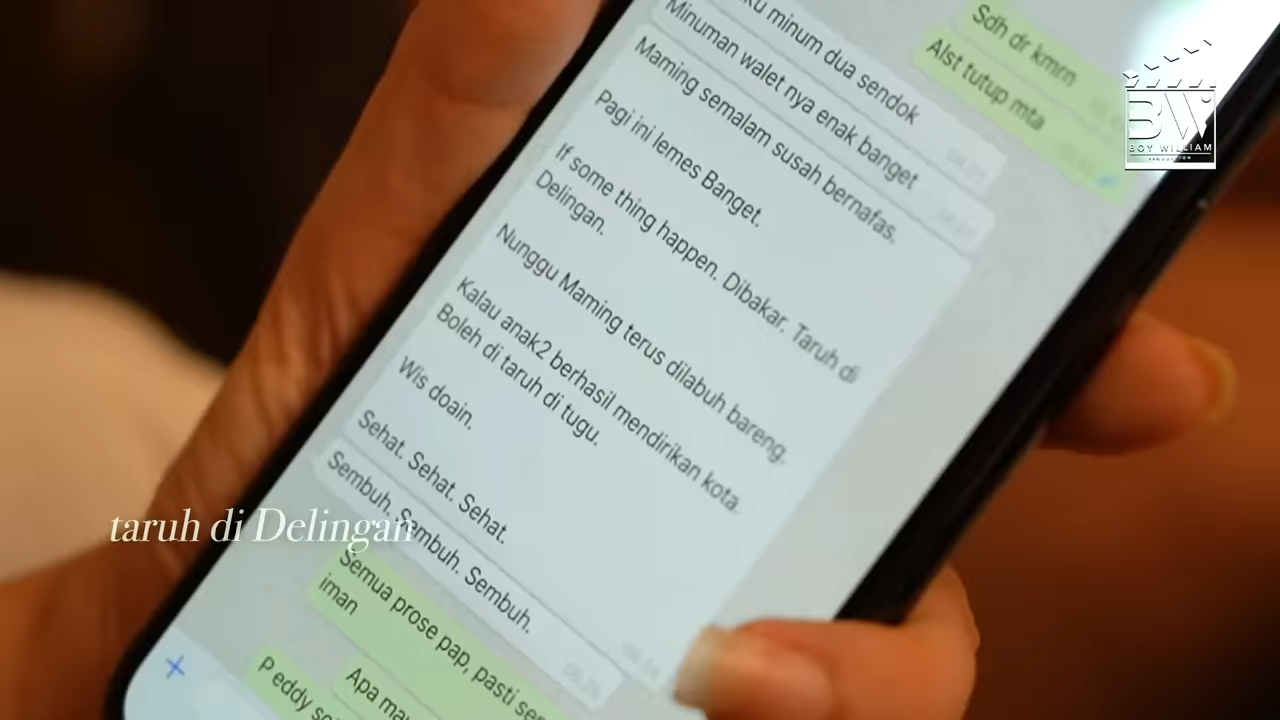 Sdh dr kmrn
Alst tutup mta
minum dua sendok
Minuman walet nya enak banget
Maming semalam susah bernafas.
Pagi ini lemes Banget.
If some thing happen. Dibakar. Taruh di
Delingan.
Nunggu Maming terus dilabuh bareng.
Kalau anak2 berhasil mendirikan kota.
Boleh di taruh di tugu.
Wis doain.
Sehat. Sehat. Sehat.
Sembuh. Sembuh. Sembuh.
Semua prose pap, pasti
iman
Apa
P eddy
taruh di Delingan
BW
BOY WILLIAM
PRODUCTION